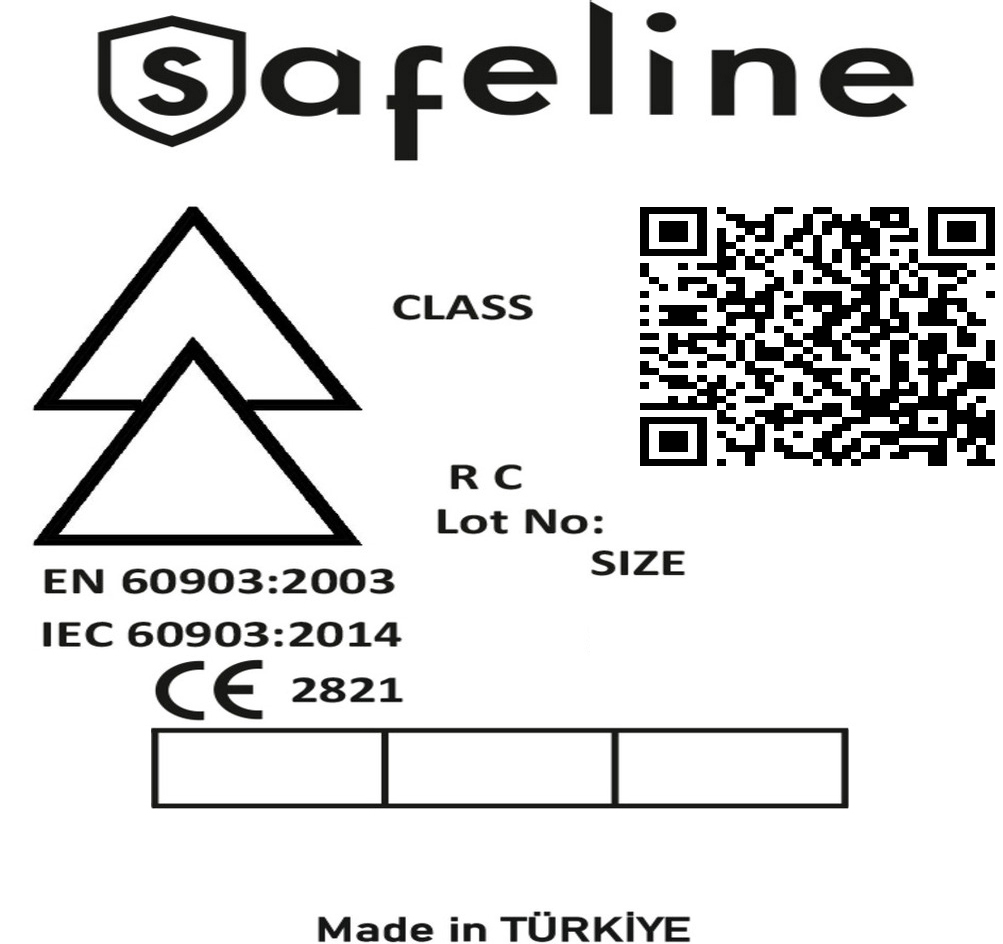 safeline
CLASS
R C
Lot No:
SIZE
EN 60903:2003
IEC 60903:2014
CE 2821
Made in TÜRKİYE